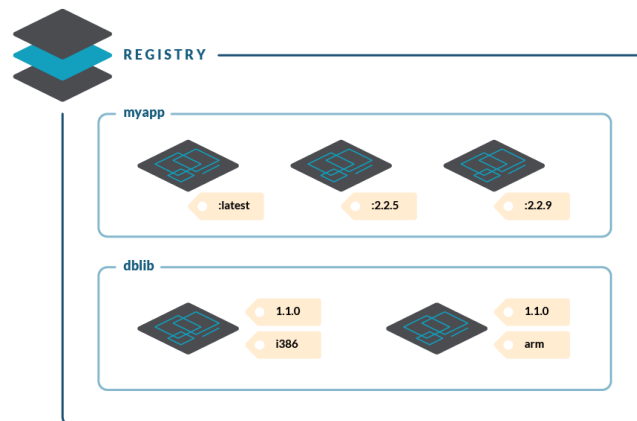 REGISTRY
myapp
:latest
:2.2.5
:2.2.9
dblib
1.1.0
i386
1.1.0
arm